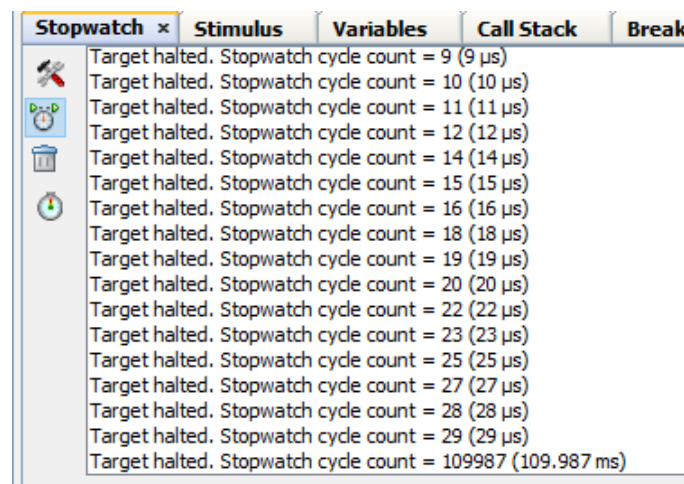 Stopwatch × Stimulus Variables Call Stack Break
Target halted. Stopwatch cycle count = 9 (9 µs)
Target halted. Stopwatch cycle count = 10 (10 µs)
Target halted. Stopwatch cycle count = 11 (11 µs)
Target halted. Stopwatch cycle count = 12 (12 µs)
Target halted. Stopwatch cycle count = 14 (14 µs)
Target halted. Stopwatch cycle count = 15 (15 µs)
Target halted. Stopwatch cycle count = 16 (16 µs)
Target halted. Stopwatch cycle count = 18 (18 µs)
Target halted. Stopwatch cycle count = 19 (19 µs)
Target halted. Stopwatch cycle count = 20 (20 µs)
Target halted. Stopwatch cycle count = 22 (22 µs)
Target halted. Stopwatch cycle count = 23 (23 µs)
Target halted. Stopwatch cycle count = 25 (25 µs)
Target halted. Stopwatch cycle count = 27 (27 µs)
Target halted. Stopwatch cycle count = 28 (28 µs)
Target halted. Stopwatch cycle count = 29 (29 µs)
Target halted. Stopwatch cycle count = 109987 (109.987 ms)